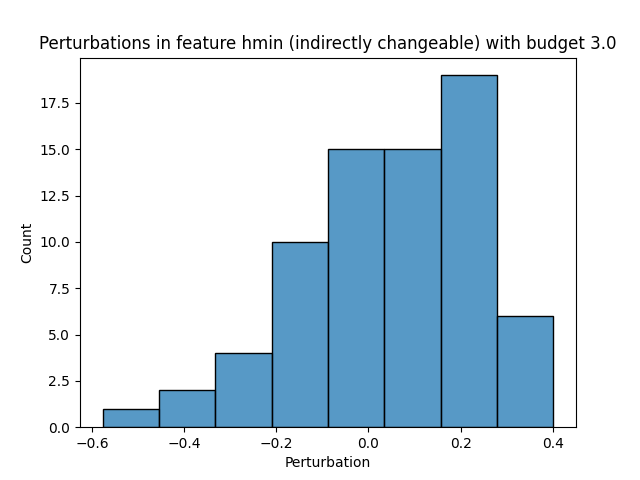 Perturbations in feature hmin (indirectly changeable) with budget 3.0
17.5
15.0
12.5
10.0
7.5
5.0
2.5
0.0
Count
−0.6 −0.4 −0.2 0.0 0.2 0.4
Perturbation